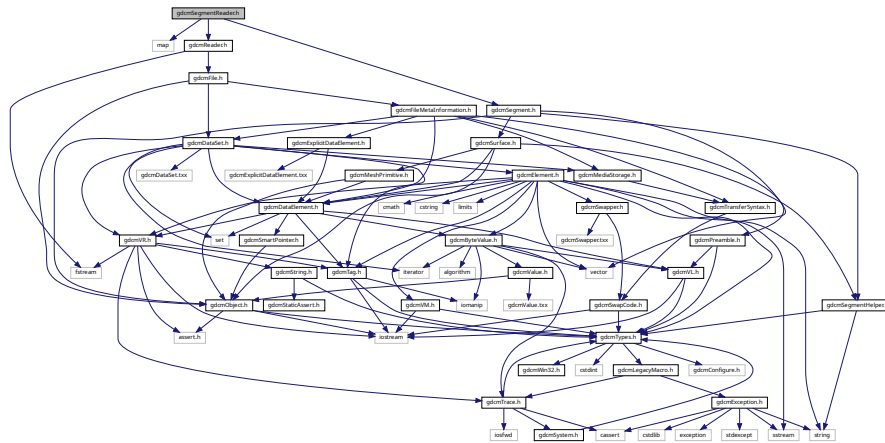 gdcmSegmentReader.h
map
gdcmReader.h
gdcmFile.h
gdcmFileMetaInformation.h
gdcmSegment.h
gdcmDataSet.h
gdcmExplicitDataElement.h
gdcmSurface.h
gdcmDataSet.txx
gdcmExplicitDataElement.txx
gdcmMeshPrimitive.h
gdcmElement.h
gdcmMediaStorage.h
gdcmDataElement.h
cmath
cstring
limits
gdcmSwapper.h
gdcmTransferSyntax.h
gdcmVR.h
set
gdcmSmartPointer.h
gdcmByteValue.h
gdcmSwapper.txx
gdcmPreamble.h
fstream
gdcmString.h
gdcmTag.h
iterator
algorithm
gdcmValue.h
vector
gdcmVL.h
gdcmObject.h
gdcmStaticAssert.h
gdcmVM.h
iomanip
gdcmValue.txx
gdcmSwapCode.h
gdcmSegmentHelper.h
assert.h
iostream
gdcmTypes.h
gdcmWin32.h
cstdint
gdcmLegacyMacro.h
gdcmConfigure.h
gdcmTrace.h
gdcmException.h
iosfwd
gdcmSystem.h
cassert
cstdlib
exception
stdexcept
sstream
string